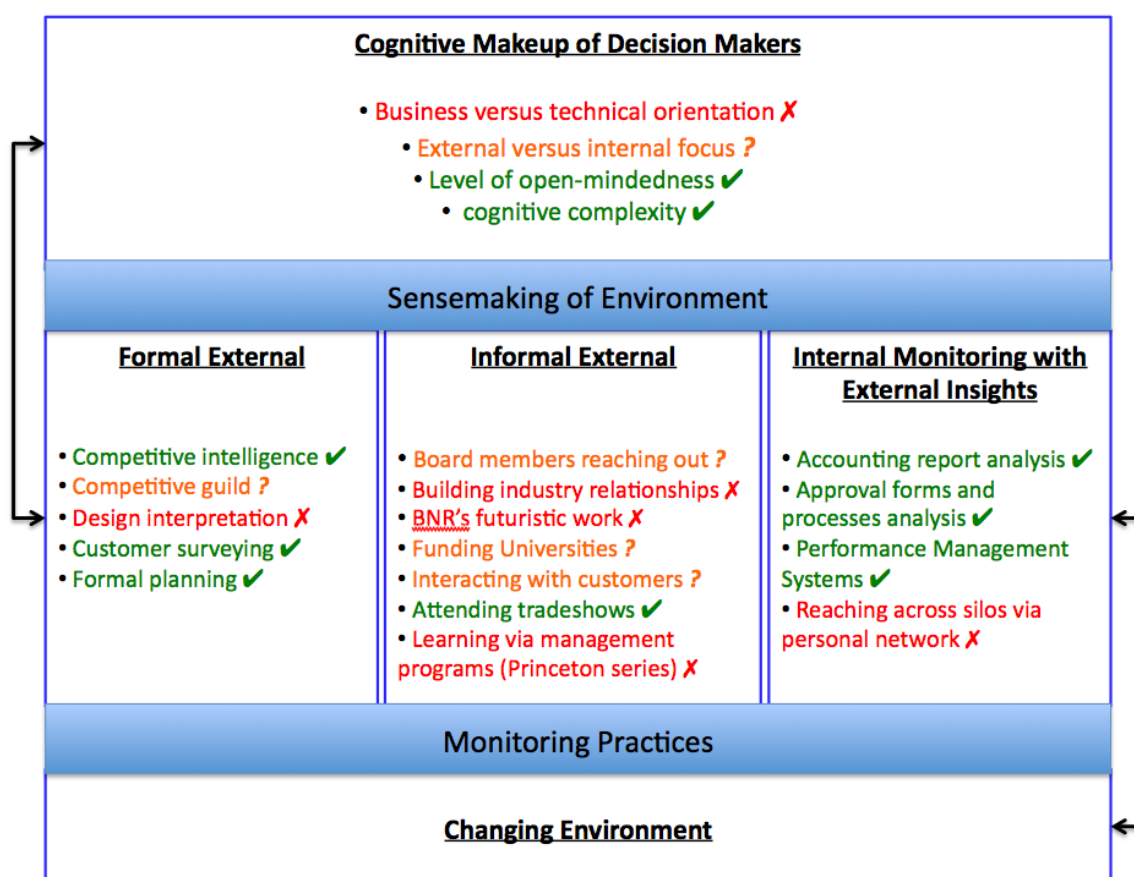 Cognitive Makeup of Decision Makers
• Business versus technical orientation ✗
• External versus internal focus ?
• Level of open-mindedness ✔
• cognitive complexity ✔
Sensemaking of Environment
Formal External
• Competitive intelligence ✔
• Competitive guild ?
• Design interpretation ✗
• Customer surveying ✔
• Formal planning ✔
Informal External
• Board members reaching out ?
• Building industry relationships ✗
• BNR's futuristic work ✗
• Funding Universities ?
• Interacting with customers ?
• Attending tradeshows ✔
• Learning via management
programs (Princeton series) ✗
Internal Monitoring with
External Insights
• Accounting report analysis ✔
• Approval forms and
processes analysis ✔
• Performance Management
Systems ✔
• Reaching across silos via
personal network ✗
Monitoring Practices
Changing Environment